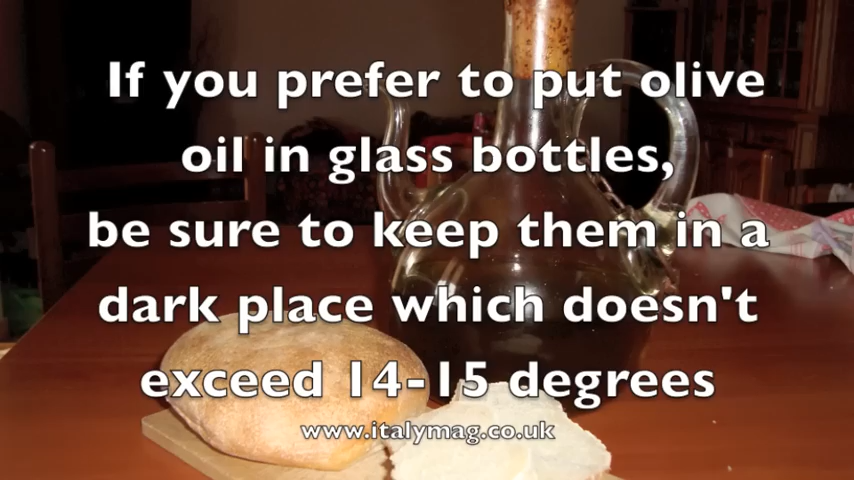 If you prefer to put olive
oil in glass bottles,
be sure to keep them in a
dark place which doesn't
exceed 14-15 degrees
www.italymag.co.uk